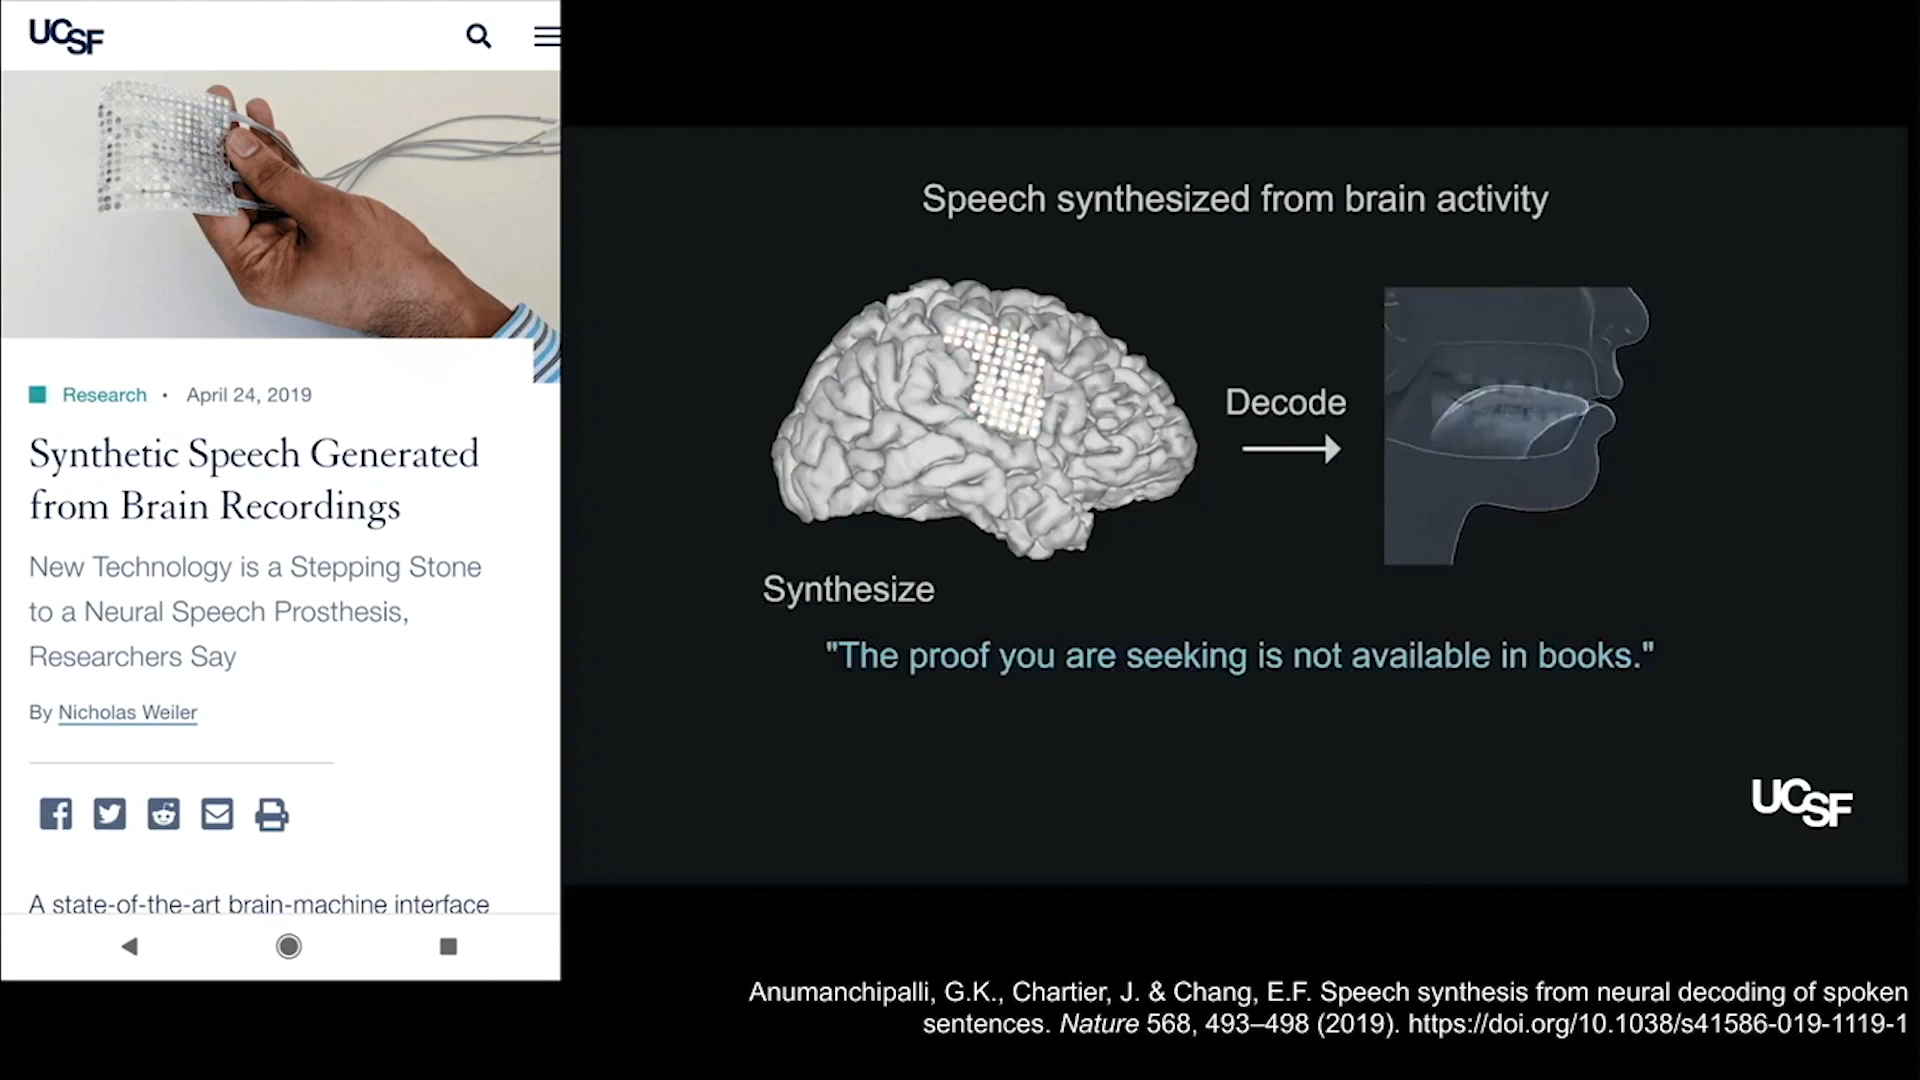 UCSF
Research · April 24, 2019
Synthetic Speech Generated
from Brain Recordings
New Technology is a Stepping Stone
to a Neural Speech Prosthesis,
Researchers Say
By Nicholas Weiler
A state-of-the-art brain-machine interface
Speech synthesized from brain activity
Decode
Synthesize
"The proof you are seeking is not available in books."
UCSF
Anumanchipalli, G.K., Chartier, J. & Chang, E.F. Speech synthesis from neural decoding of spoken
sentences. Nature 568, 493–498 (2019). https://doi.org/10.1038/s41586-019-1119-1